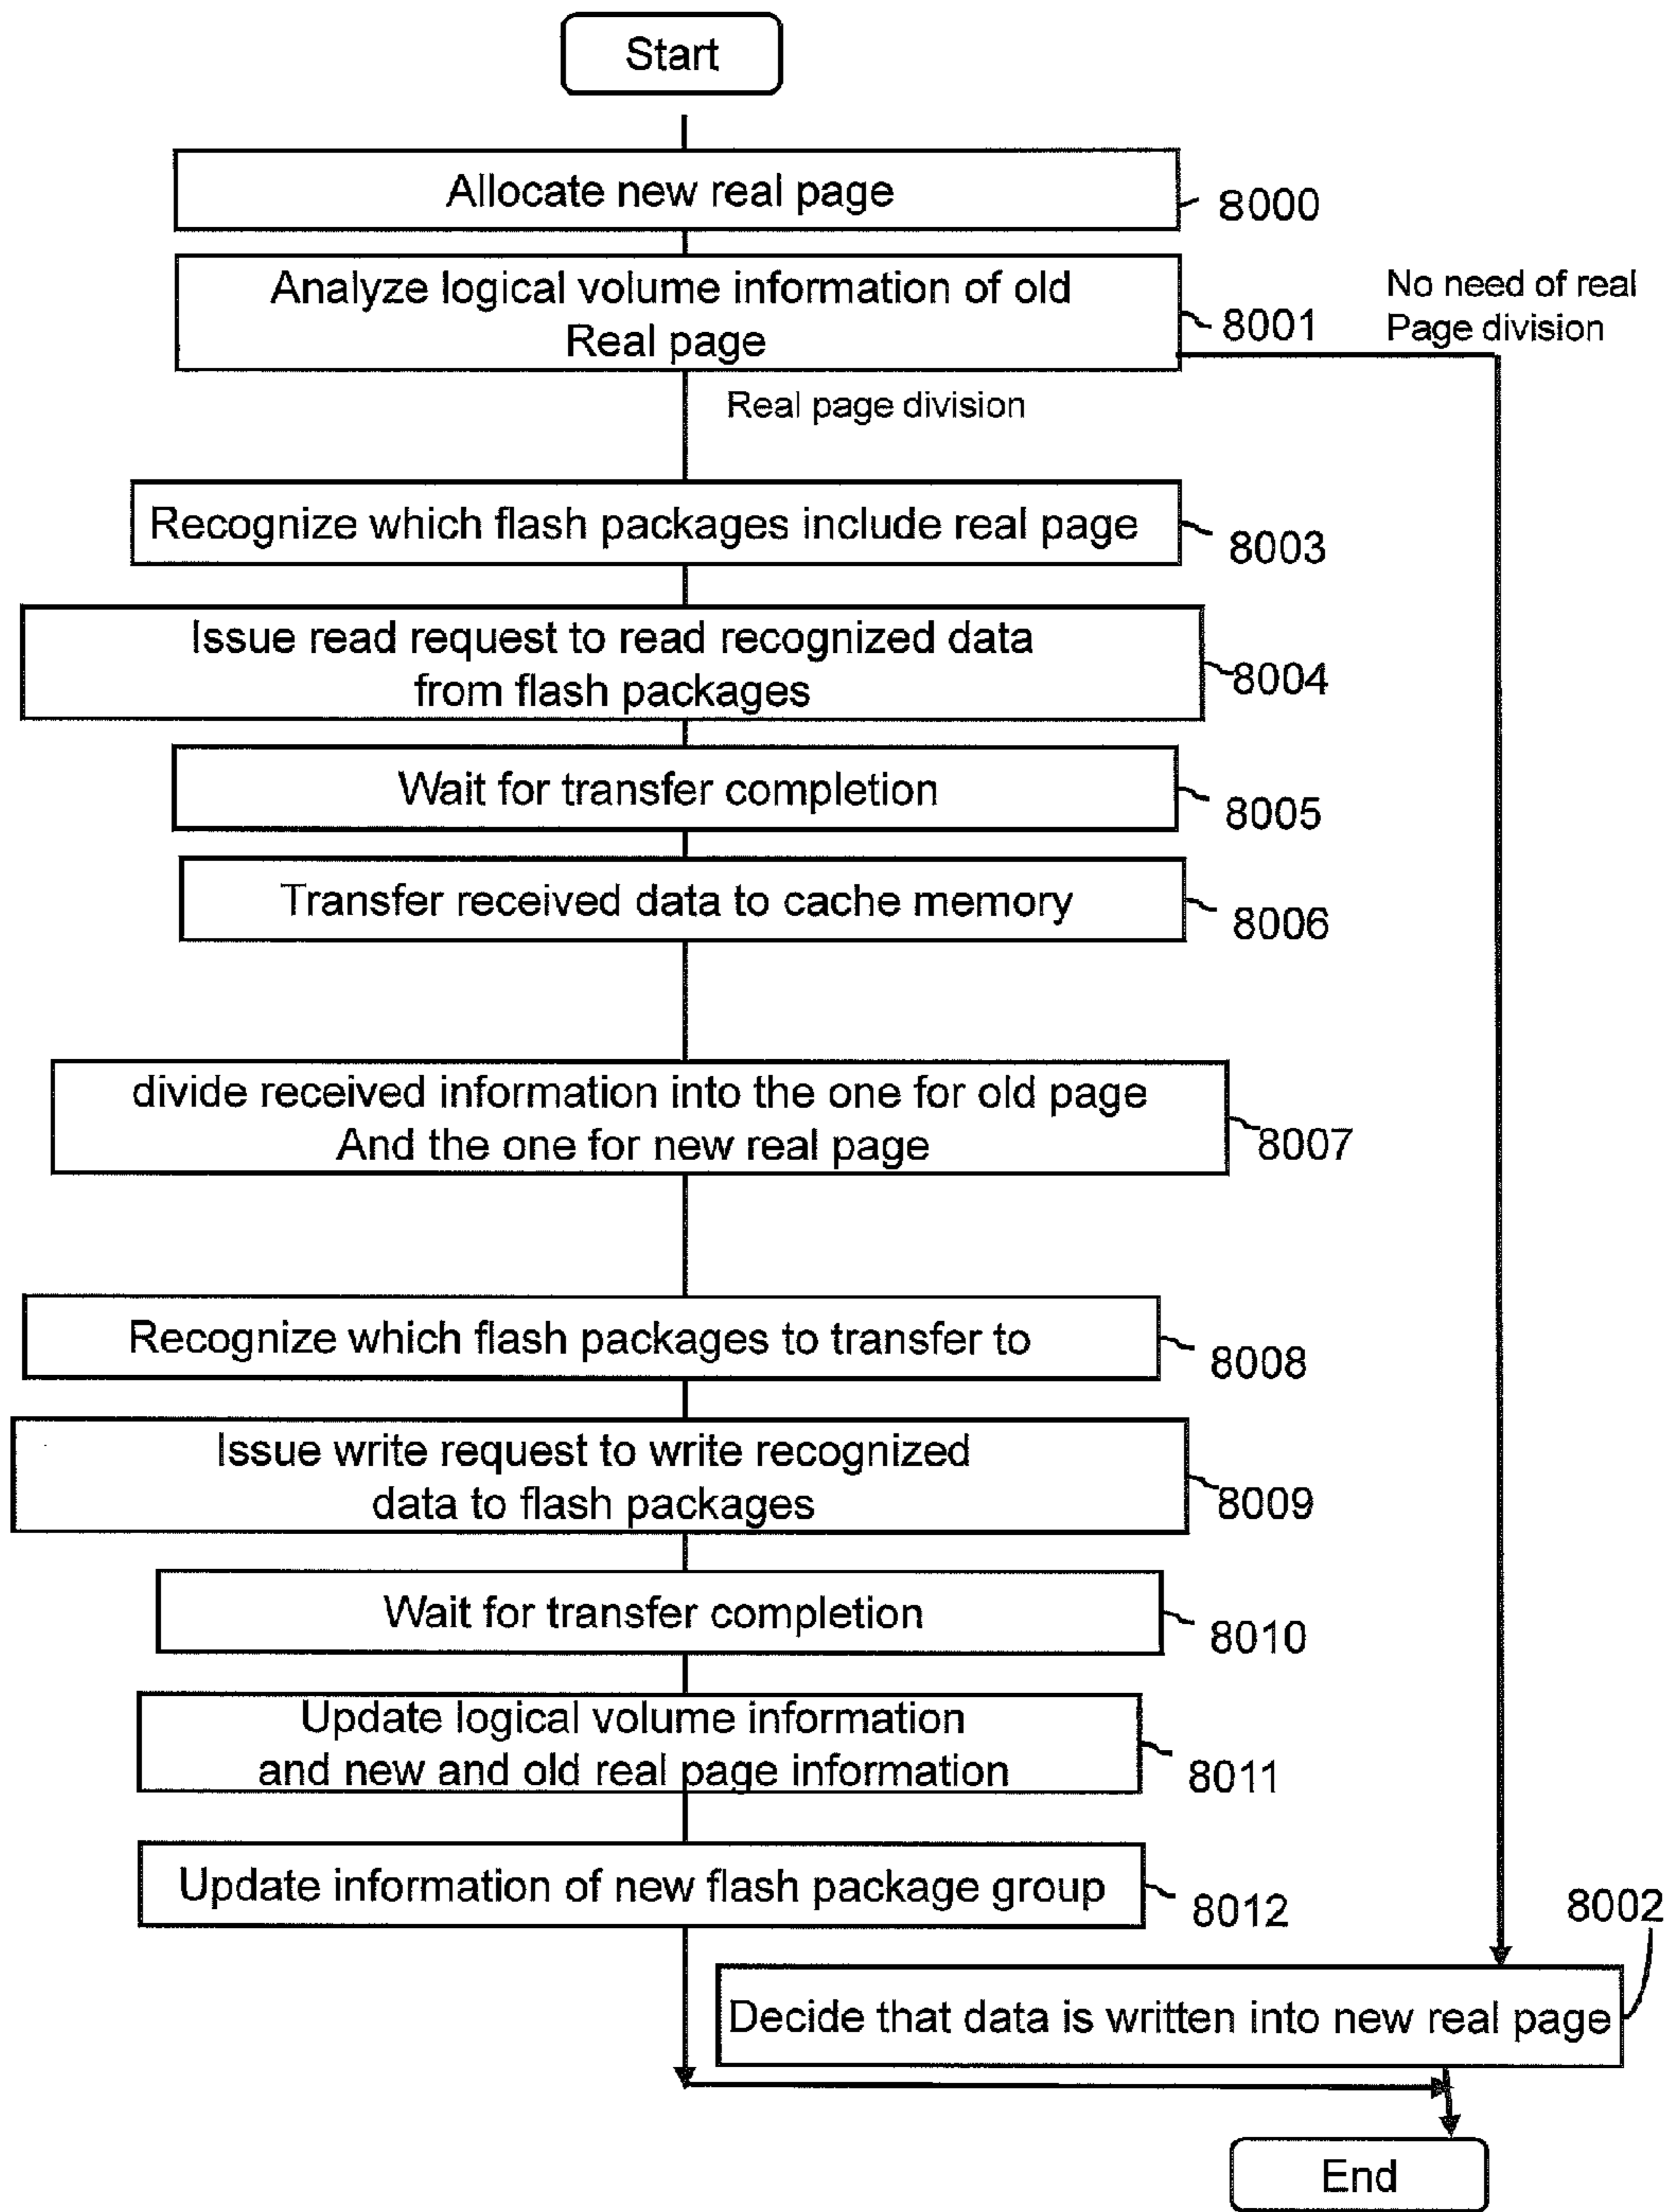 Start
Allocate new real page
8000
Analyze logical volume information of old
Real page
8001
No need of real
Page division
Real page division
Recognize which flash packages include real page
8003
Issue read request to read recognized data
from flash packages
8004
Wait for transfer completion
8005
Transfer received data to cache memory
8006
divide received information into the one for old page
And the one for new real page
8007
Recognize which flash packages to transfer to
8008
Issue write request to write recognized
data to flash packages
8009
Wait for transfer completion
8010
Update logical volume information
and new and old real page information
8011
Update information of new flash package group
8012
8002
Decide that data is written into new real page
End